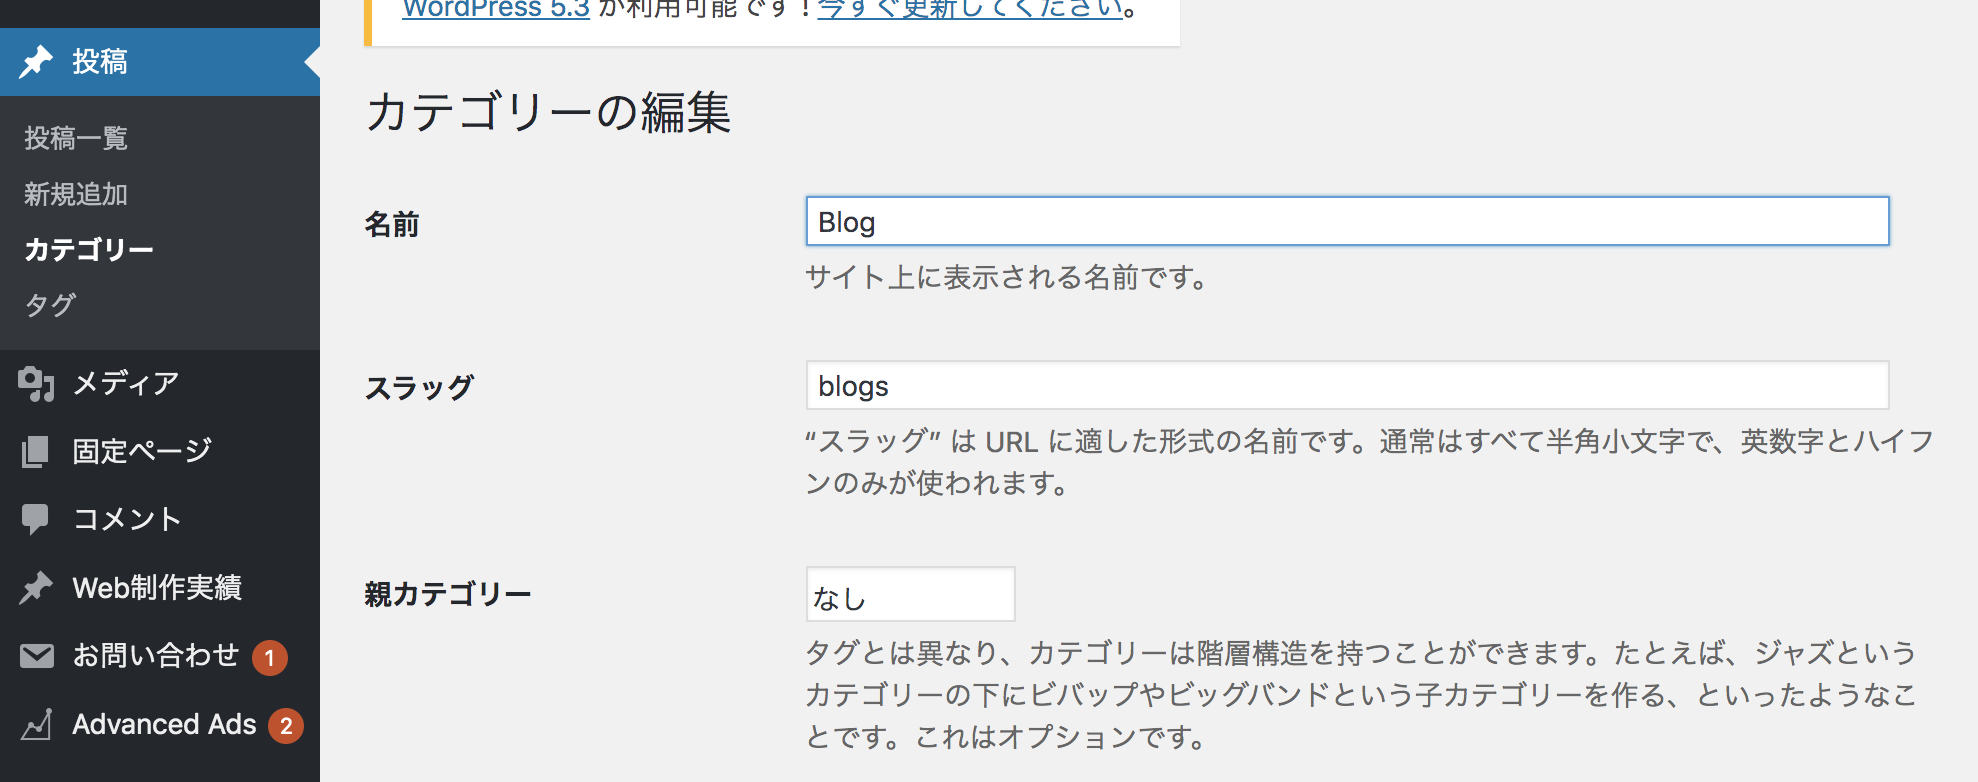 WordPress 5.3 が利用可能です ! 今すぐ更新してください。
投稿
投稿一覧
新規追加
カテゴリー
タグ
メディア
固定ページ
コメント
Web制作実績
お問い合わせ 1
Advanced Ads 2
カテゴリーの編集
名前
Blog
サイト上に表示される名前です。
スラッグ
blogs
“スラッグ” は URL に適した形式の名前です。通常はすべて半角小文字で、英数字とハイフ
ンのみが使われます。
親カテゴリー
なし
タグとは異なり、カテゴリーは階層構造を持つことができます。たとえば、ジャズという
カテゴリーの下にビバップやビッグバンドという子カテゴリーを作る、といったようなこ
とです。これはオプションです。